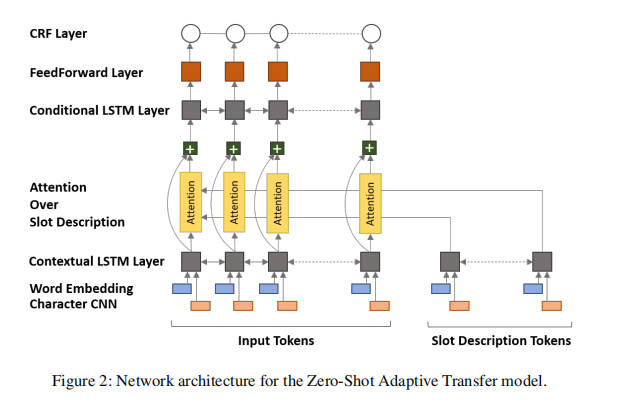 CRF Layer
FeedForward Layer
Conditional LSTM Layer
+ + + +
Attention
Over
Slot Description
Attention Attention Attention Attention
Contextual LSTM Layer
Word Embedding
Character CNN
Input Tokens Slot Description Tokens
Figure 2: Network architecture for the Zero-Shot Adaptive Transfer model.